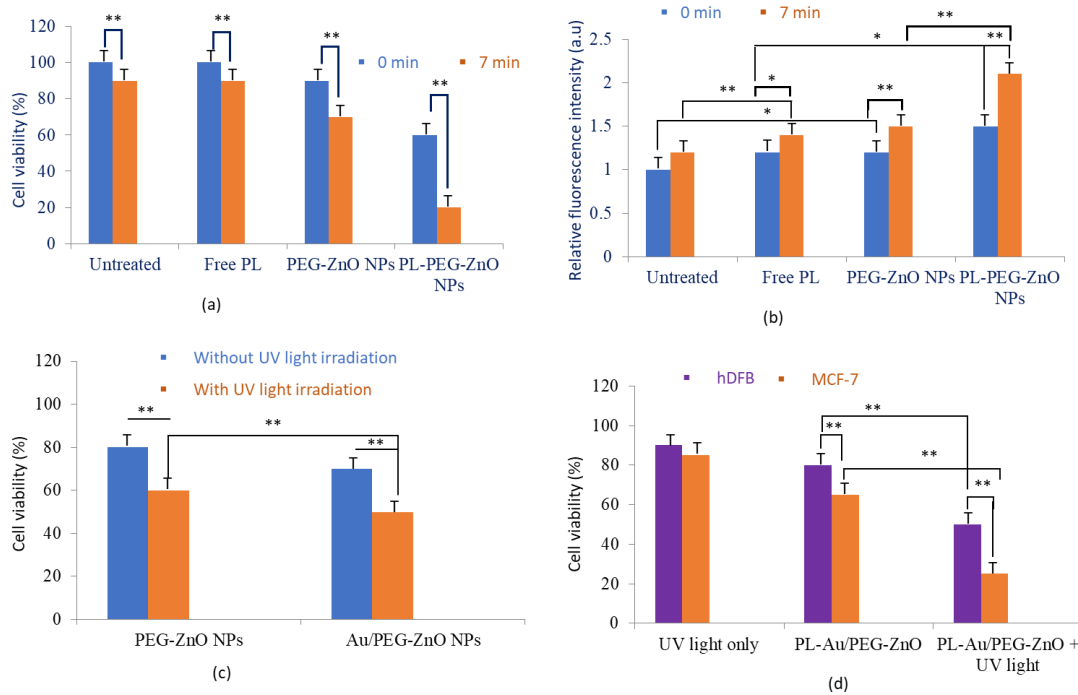 Cell viability (%)
120
100
80
60
40
20
0
** ** ** **
0 min 7 min
Untreated Free PL PEG-ZnO NPs PL-PEG-ZnO
NPs
(a)
Relative fluorescence intensity (a.u)
0 min 7 min
2.5
2
1.5
1
0.5
0
**
* **
** * **
*
Untreated Free PL PEG-ZnO NPs PL-PEG-ZnO
NPs
(b)
Cell viability (%)
120
100
80
60
40
20
0
Without UV light irradiation
With UV light irradiation
** ** **
PEG-ZnO NPs Au/PEG-ZnO NPs
(c)
Cell viability (%)
hDFB MCF-7
120
100
80
60
40
20
0
**
**
**
**
UV light only PL-Au/PEG-ZnO PL-Au/PEG-ZnO +
UV light
(d)